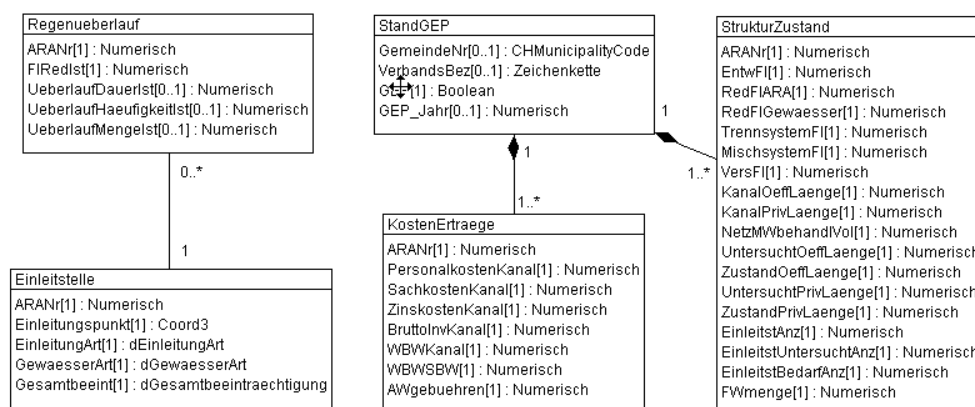 Regenueberlauf
ARANr[1] : Numerisch
FlRedIst[1] : Numerisch
UeberlaufDauerIst[0..1] : Numerisch
UeberlaufHaeufigkeitIst[0..1] : Numerisch
UeberlaufMengeIst[0..1] : Numerisch
0..*
1
Einleitstelle
ARANr[1] : Numerisch
Einleitungspunkt[1] : Coord3
EinleitungArt[1] : dEinleitungArt
GewaesserArt[1] : dGewaesserArt
Gesamtbeeint[1] : dGesamtbeeintraechtigung
StandGEP
GemeindeNr[0..1] : CHMunicipalityCode
VerbandsBez[0..1] : Zeichenkette
GEP[1] : Boolean
GEP_Jahr[0..1] : Numerisch
1
1..*
KostenErtraege
ARANr[1] : Numerisch
PersonalkostenKanal[1] : Numerisch
SachkostenKanal[1] : Numerisch
ZinskostenKanal[1] : Numerisch
BruttoInvKanal[1] : Numerisch
WBWKanal[1] : Numerisch
WBWSBW[1] : Numerisch
AWgebuehren[1] : Numerisch
1
1..*
StrukturZustand
ARANr[1] : Numerisch
EntwFl[1] : Numerisch
RedFlARA[1] : Numerisch
RedFlGewaesser[1] : Numerisch
TrennsystemFl[1] : Numerisch
MischsystemFl[1] : Numerisch
VersFl[1] : Numerisch
KanalOeffLaenge[1] : Numerisch
KanalPrivLaenge[1] : Numerisch
NetzMWbehandlVol[1] : Numerisch
UntersuchtOeffLaenge[1] : Numerisch
ZustandOeffLaenge[1] : Numerisch
UntersuchtPrivLaenge[1] : Numerisch
ZustandPrivLaenge[1] : Numerisch
EinleitstAnz[1] : Numerisch
EinleitstUntersuchtAnz[1] : Numerisch
EinleitstBedarfAnz[1] : Numerisch
FWmenge[1] : Numerisch